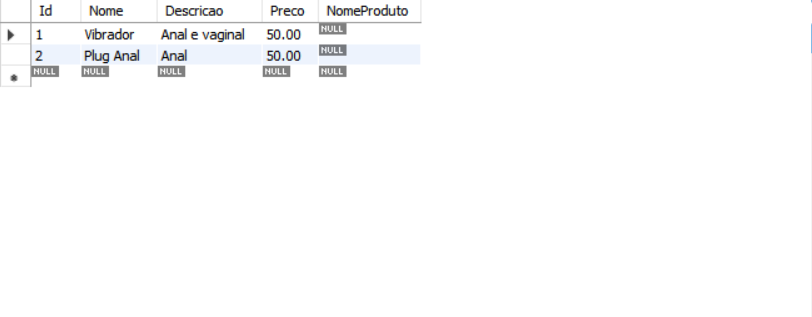 Id Nome Descricao Preco NomeProduto
1 Vibrador Anal e vaginal 50.00 NULL
2 Plug Anal Anal 50.00 NULL
NULL NULL NULL NULL NULL